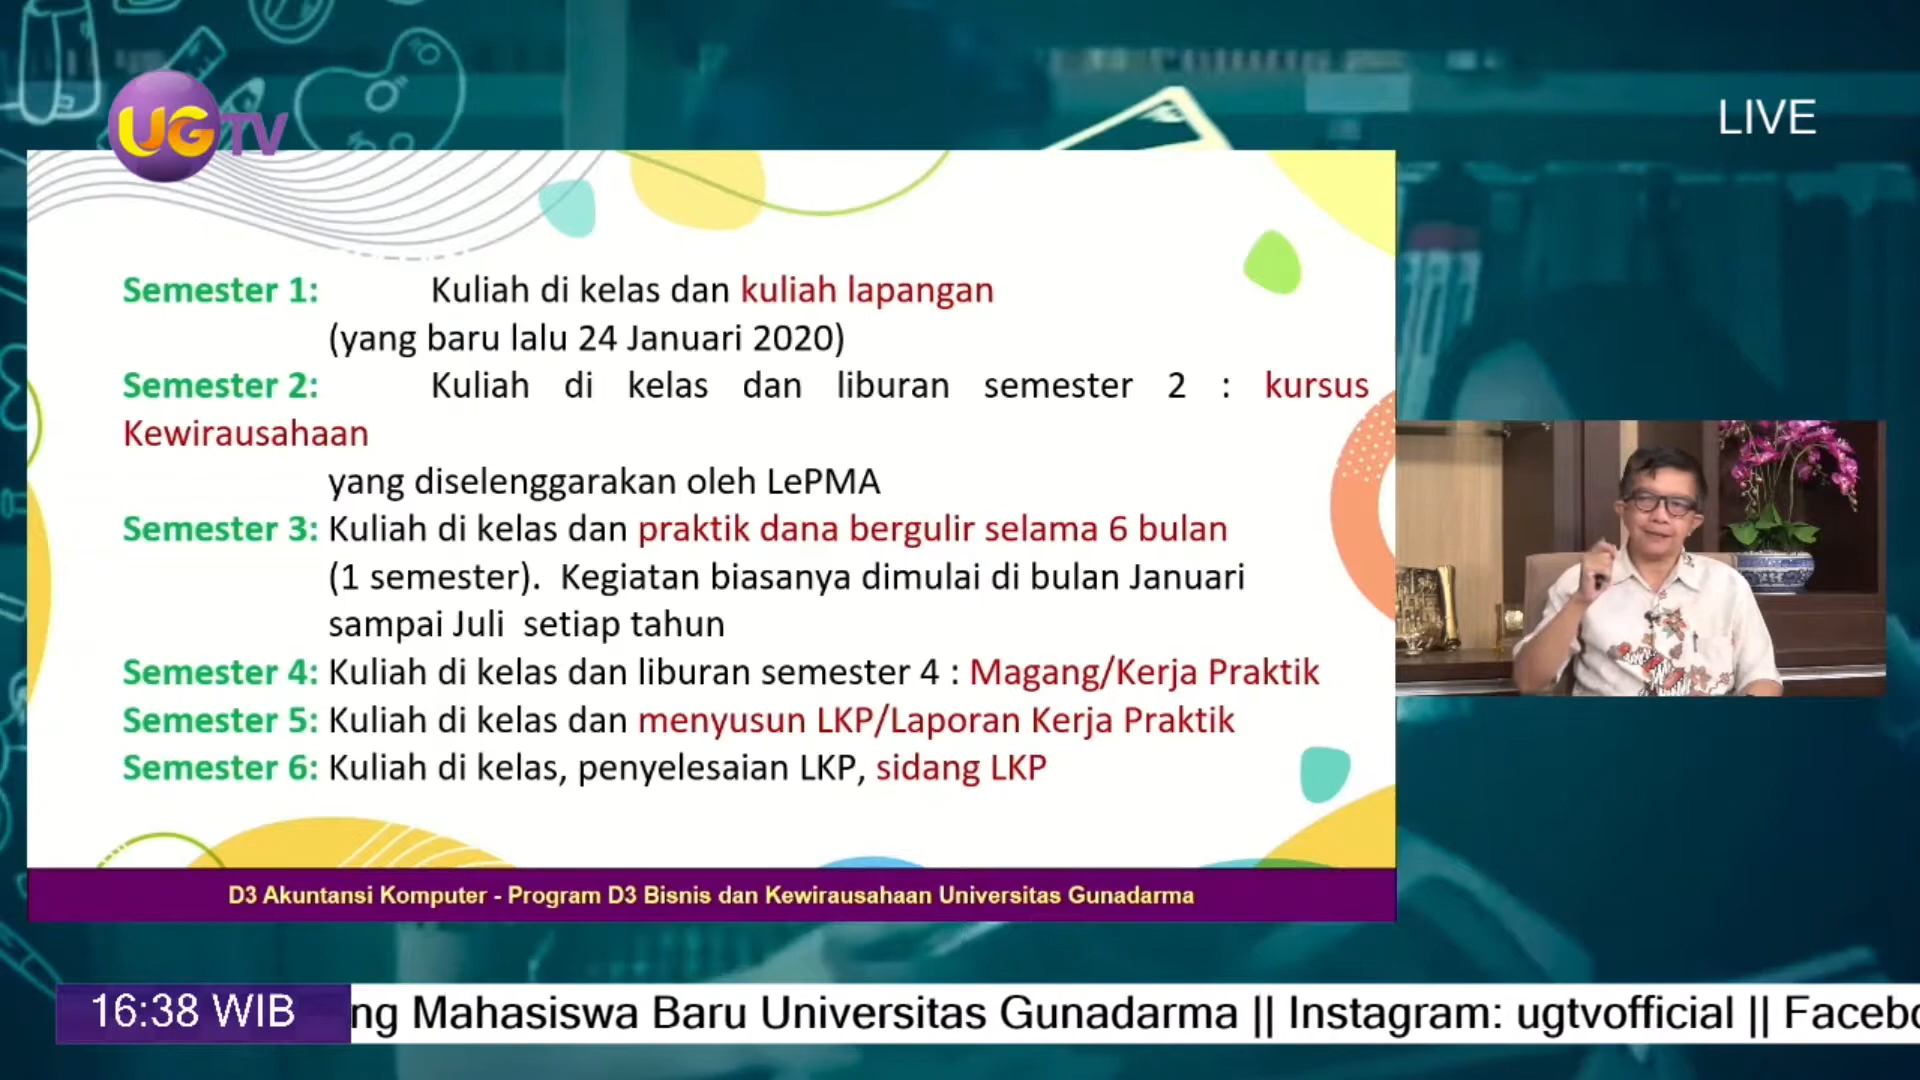 UGTV
LIVE
Semester 1: Kuliah di kelas dan kuliah lapangan
(yang baru lalu 24 Januari 2020)
Semester 2: Kuliah di kelas dan liburan semester 2 : kursus
Kewirausahaan
yang diselenggarakan oleh LePMA
Semester 3: Kuliah di kelas dan praktik dana bergulir selama 6 bulan
(1 semester). Kegiatan biasanya dimulai di bulan Januari
sampai Juli setiap tahun
Semester 4: Kuliah di kelas dan liburan semester 4 : Magang/Kerja Praktik
Semester 5: Kuliah di kelas dan menyusun LKP/Laporan Kerja Praktik
Semester 6: Kuliah di kelas, penyelesaian LKP, sidang LKP
D3 Akuntansi Komputer - Program D3 Bisnis dan Kewirausahaan Universitas Gunadarma
16:38 WIB
ng Mahasiswa Baru Universitas Gunadarma || Instagram: ugtvofficial || Facebo